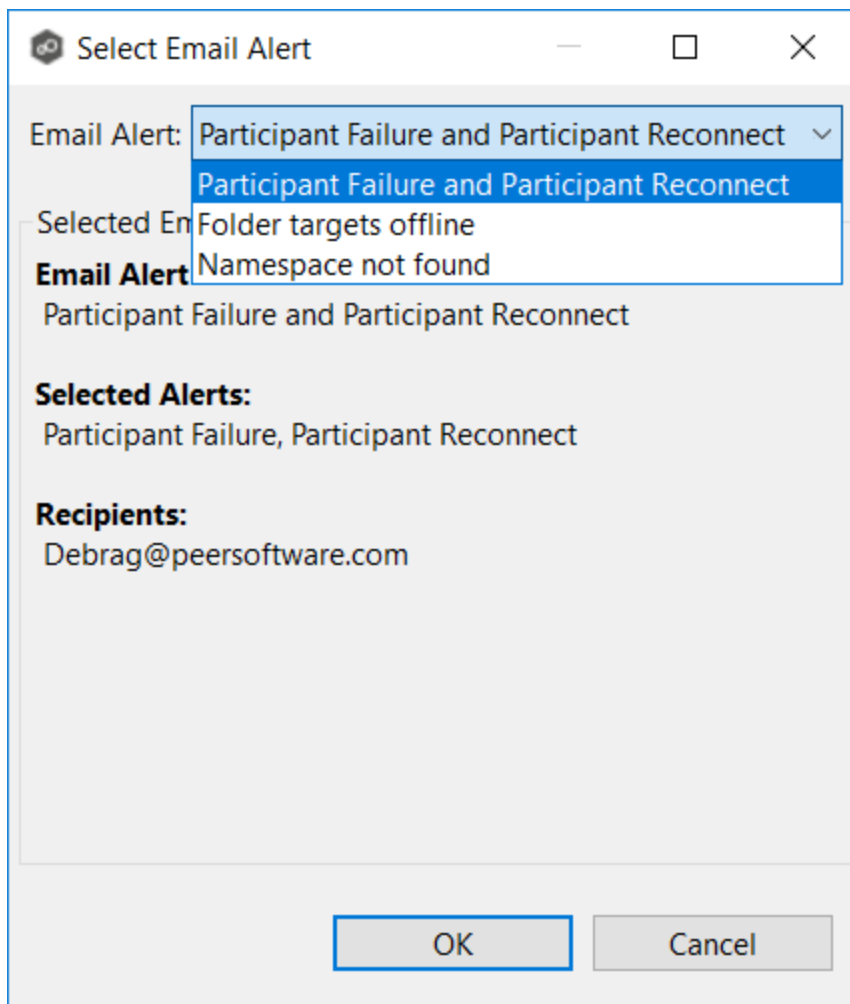 Select Email Alert
Email Alert: Participant Failure and Participant Reconnect
Participant Failure and Participant Reconnect
Folder targets offline
Namespace not found
Selected Em
Email Alert
Participant Failure and Participant Reconnect
Selected Alerts:
Participant Failure, Participant Reconnect
Recipients:
Debrag@peersoftware.com
OK Cancel